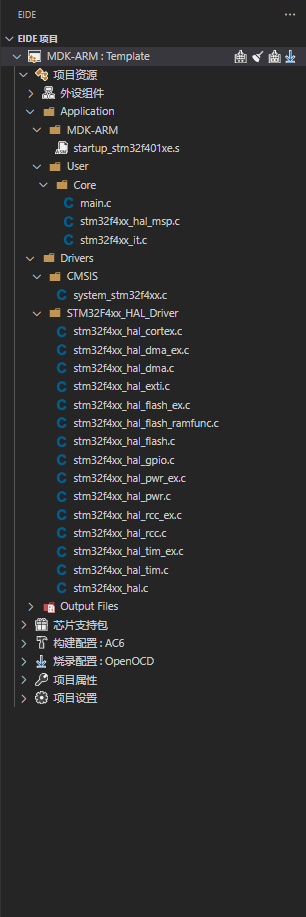 EIDE
EIDE 项目
MDK-ARM : Template
项目资源
外设组件
Application
MDK-ARM
startup_stm32f401xe.s
User
Core
main.c
stm32f4xx_hal_msp.c
stm32f4xx_it.c
Drivers
CMSIS
system_stm32f4xx.c
STM32F4xx_HAL_Driver
stm32f4xx_hal_cortex.c
stm32f4xx_hal_dma_ex.c
stm32f4xx_hal_dma.c
stm32f4xx_hal_exti.c
stm32f4xx_hal_flash_ex.c
stm32f4xx_hal_flash_ramfunc.c
stm32f4xx_hal_flash.c
stm32f4xx_hal_gpio.c
stm32f4xx_hal_pwr_ex.c
stm32f4xx_hal_pwr.c
stm32f4xx_hal_rcc_ex.c
stm32f4xx_hal_rcc.c
stm32f4xx_hal_tim_ex.c
stm32f4xx_hal_tim.c
stm32f4xx_hal.c
Output Files
芯片支持包
构建配置 : AC6
烧录配置 : OpenOCD
项目属性
项目设置